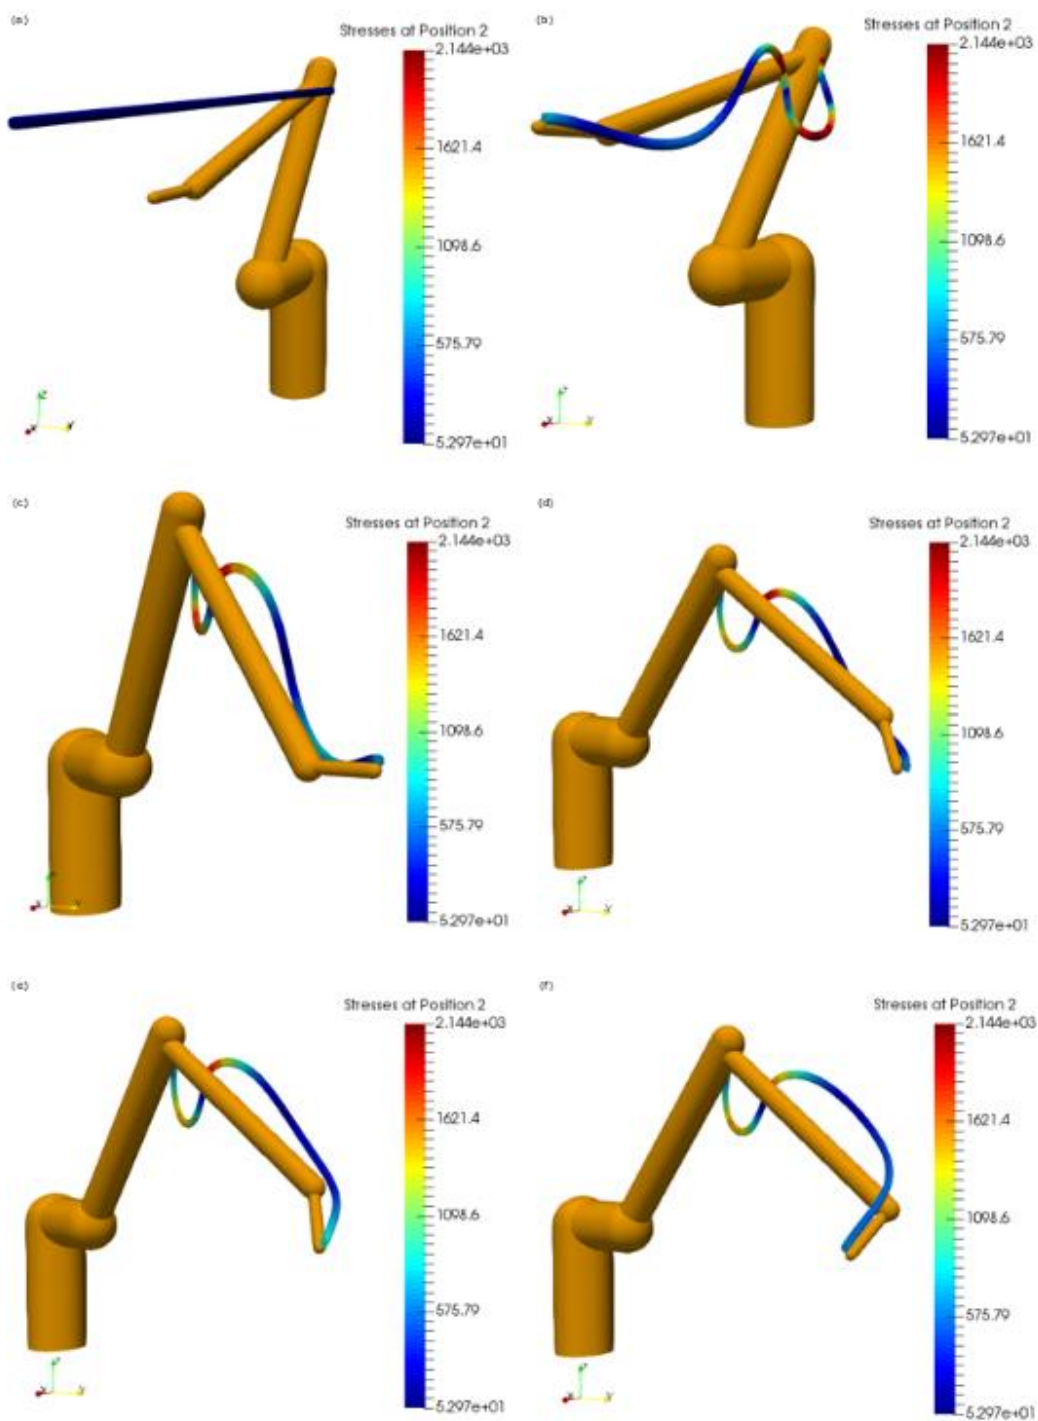 (a)
Stresses at Position 2
2.144e+03
1621.4
1098.6
575.79
5.297e+01
(b)
Stresses at Position 2
2.144e+03
1621.4
1098.6
575.79
5.297e+01
(c)
Stresses at Position 2
2.144e+03
1621.4
1098.6
575.79
5.297e+01
(d)
Stresses at Position 2
2.144e+03
1621.4
1098.6
575.79
5.297e+01
(e)
Stresses at Position 2
2.144e+03
1621.4
1098.6
575.79
5.297e+01
(f)
Stresses at Position 2
2.144e+03
1621.4
1098.6
575.79
5.297e+01